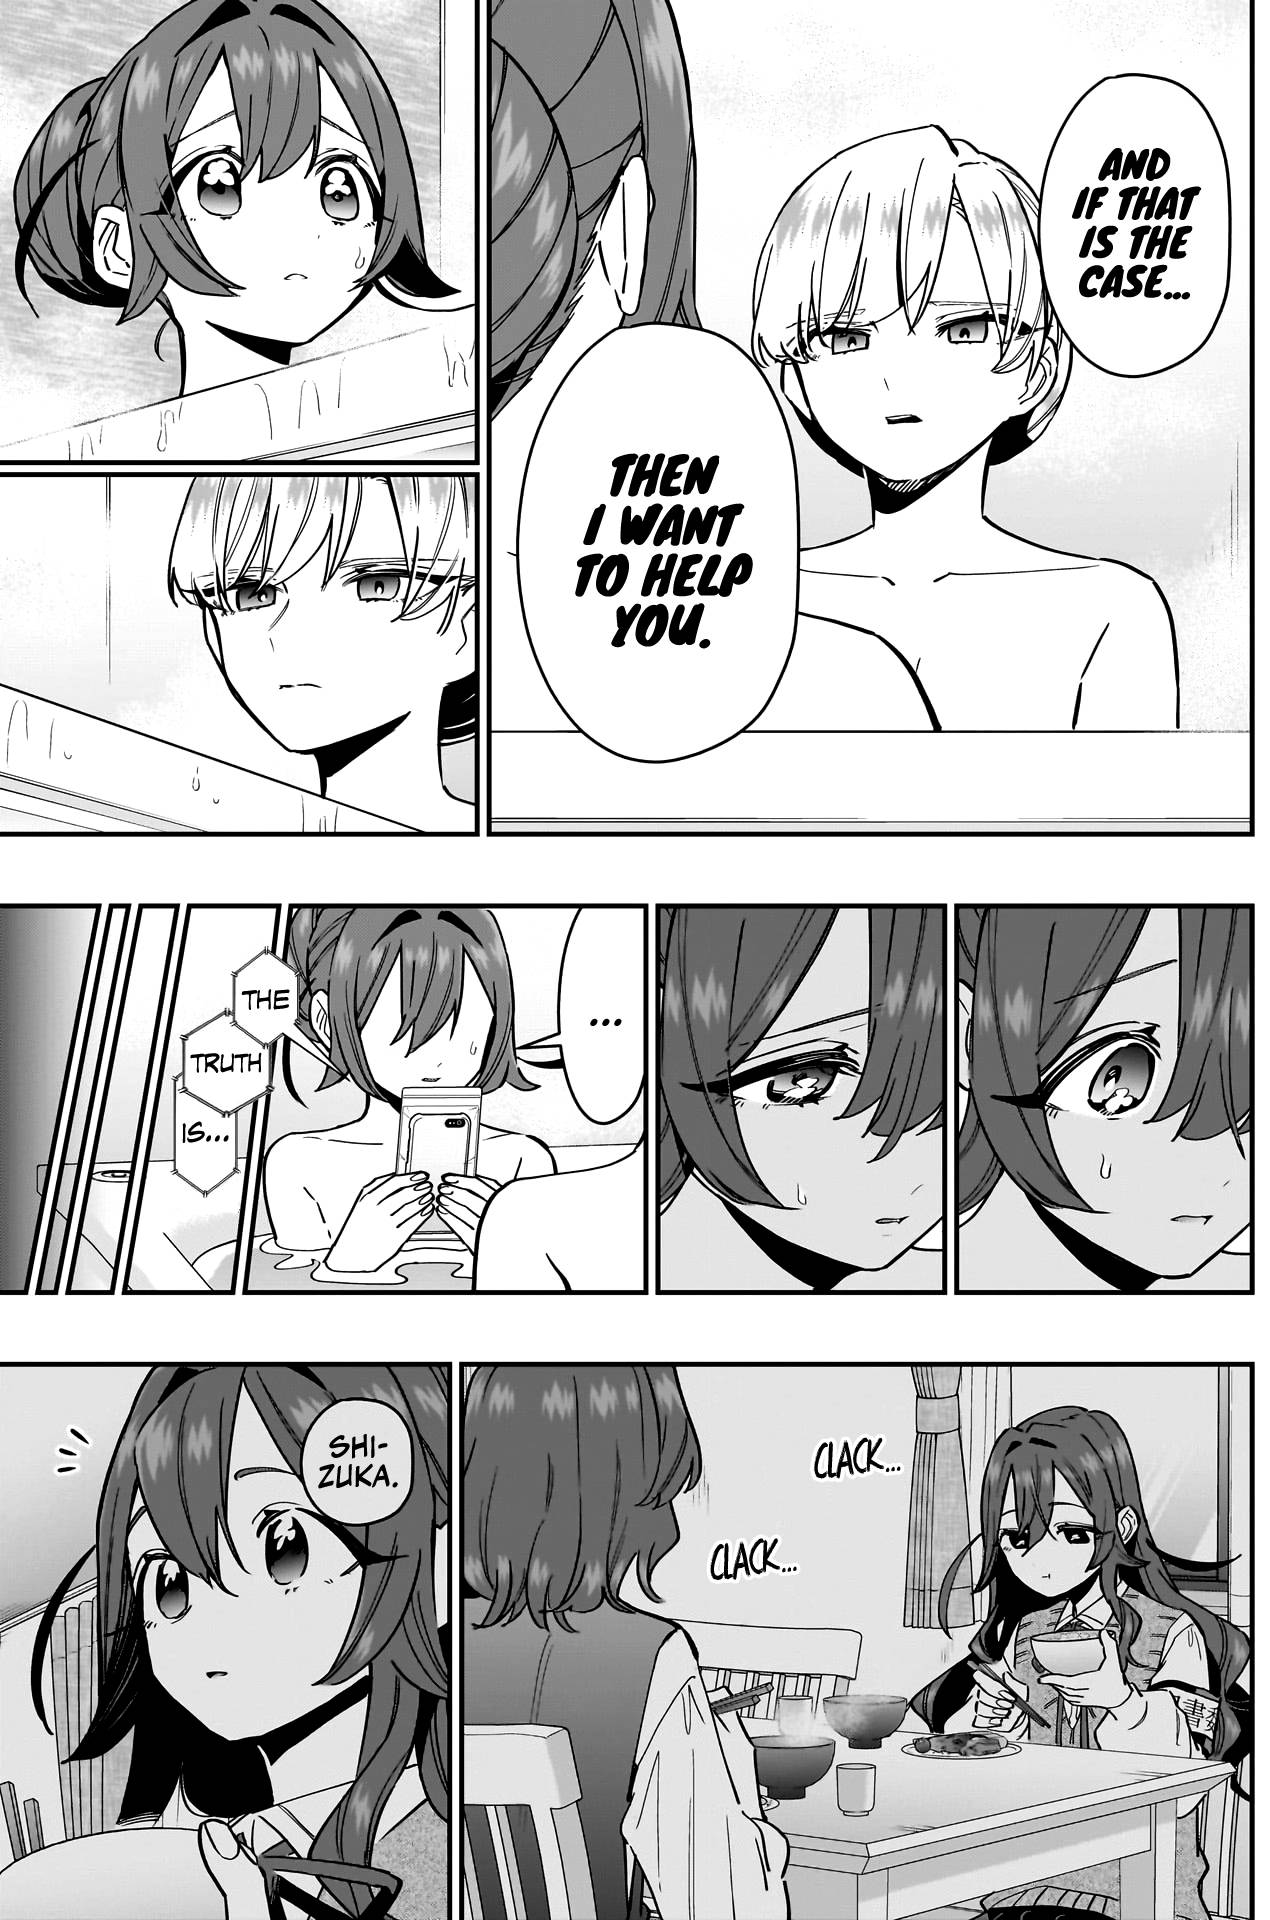 AND
IF THAT
IS THE
CASE...
THEN
I WANT
TO HELP
YOU.
...
THE
TRUTH
IS...
CLACK...
CLACK...
SHI-
ZUKA.